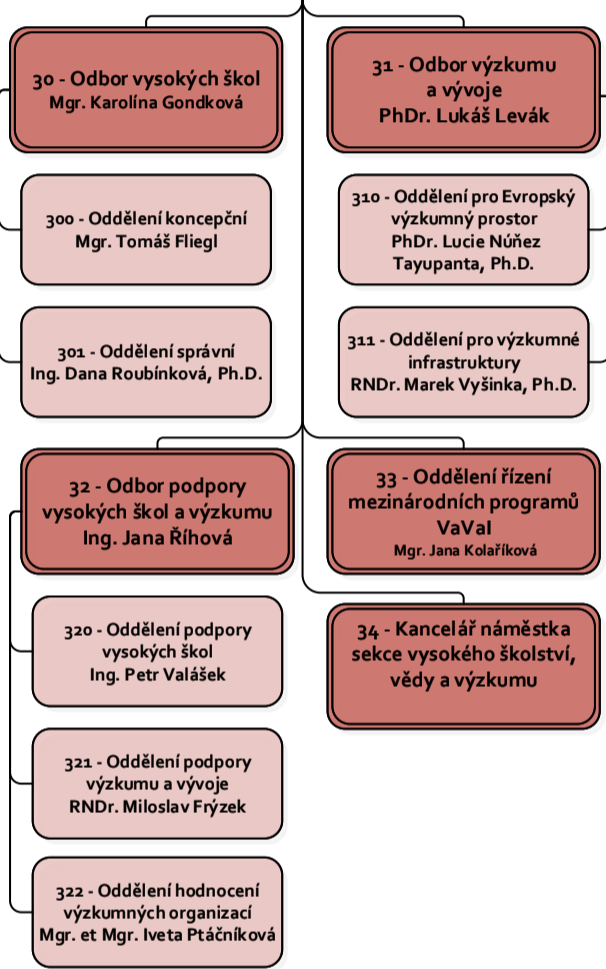 30 - Odbor vysokých škol
Mgr. Karolína Gondková
31 - Odbor výzkumu
a vývoje
PhDr. Lukáš Levák
300 - Oddělení koncepční
Mgr. Tomáš Fliegl
310 - Oddělení pro Evropský
výzkumný prostor
PhDr. Lucie Núñez
Tayupanta, Ph.D.
301 - Oddělení správní
Ing. Dana Roubínková, Ph.D.
311 - Oddělení pro výzkumné
infrastruktury
RNDr. Marek Vyšinka, Ph.D.
32 - Odbor podpory
vysokých škol a výzkumu
Ing. Jana Říhová
33 - Oddělení řízení
mezinárodních programů
VaVaI
Mgr. Jana Kolaříková
320 - Oddělení podpory
vysokých škol
Ing. Petr Valášek
34 - Kancelář náměstka
sekce vysokého školství,
vědy a výzkumu
321 - Oddělení podpory
výzkumu a vývoje
RNDr. Miloslav Frýzek
322 - Oddělení hodnocení
výzkumných organizací
Mgr. et Mgr. Iveta Ptáčníková